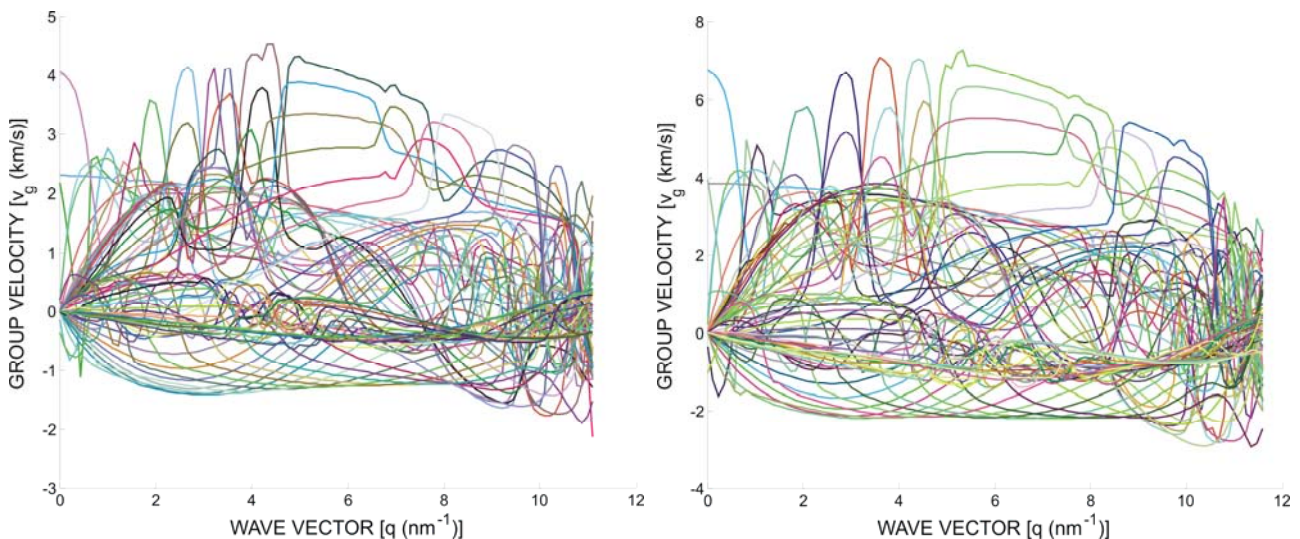 5
4
3
2
1
0
-1
-2
-3
GROUP VELOCITY [v_g (km/s)]
0 2 4 6 8 10 12
WAVE VECTOR [q (nm⁻¹)]
8
6
4
2
0
-2
-4
GROUP VELOCITY [v_g (km/s)]
0 2 4 6 8 10 12
WAVE VECTOR [q (nm⁻¹)]